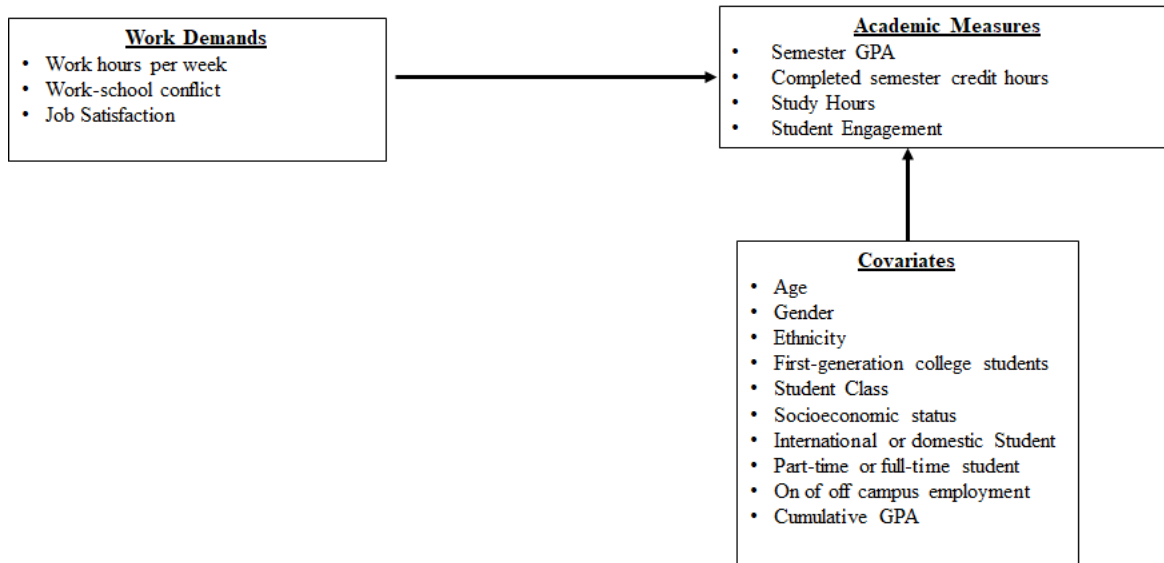 Work Demands
• Work hours per week
• Work-school conflict
• Job Satisfaction
Academic Measures
• Semester GPA
• Completed semester credit hours
• Study Hours
• Student Engagement
Covariates
• Age
• Gender
• Ethnicity
• First-generation college students
• Student Class
• Socioeconomic status
• International or domestic Student
• Part-time or full-time student
• On of off campus employment
• Cumulative GPA